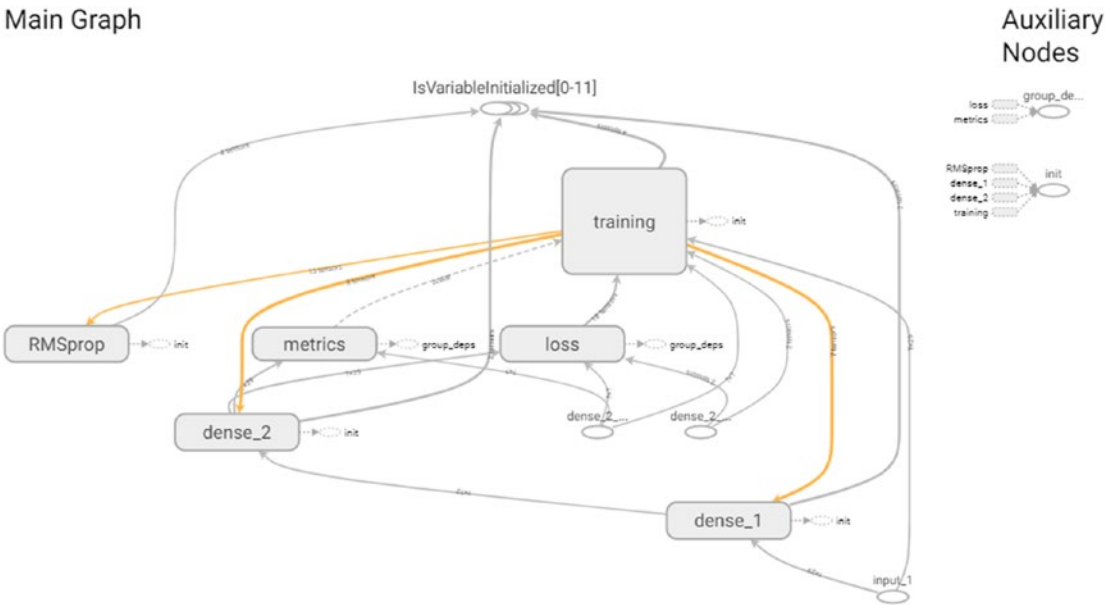 Main Graph
Auxiliary
Nodes
IsVariableInitialized[0-11]
group_de...
loss
metrics
init
RMSprop
dense_1
dense_2
training
training
init
RMSprop
init
metrics
group_deps
loss
group_deps
dense_2_...
dense_2_...
dense_2
init
dense_1
init
input_1